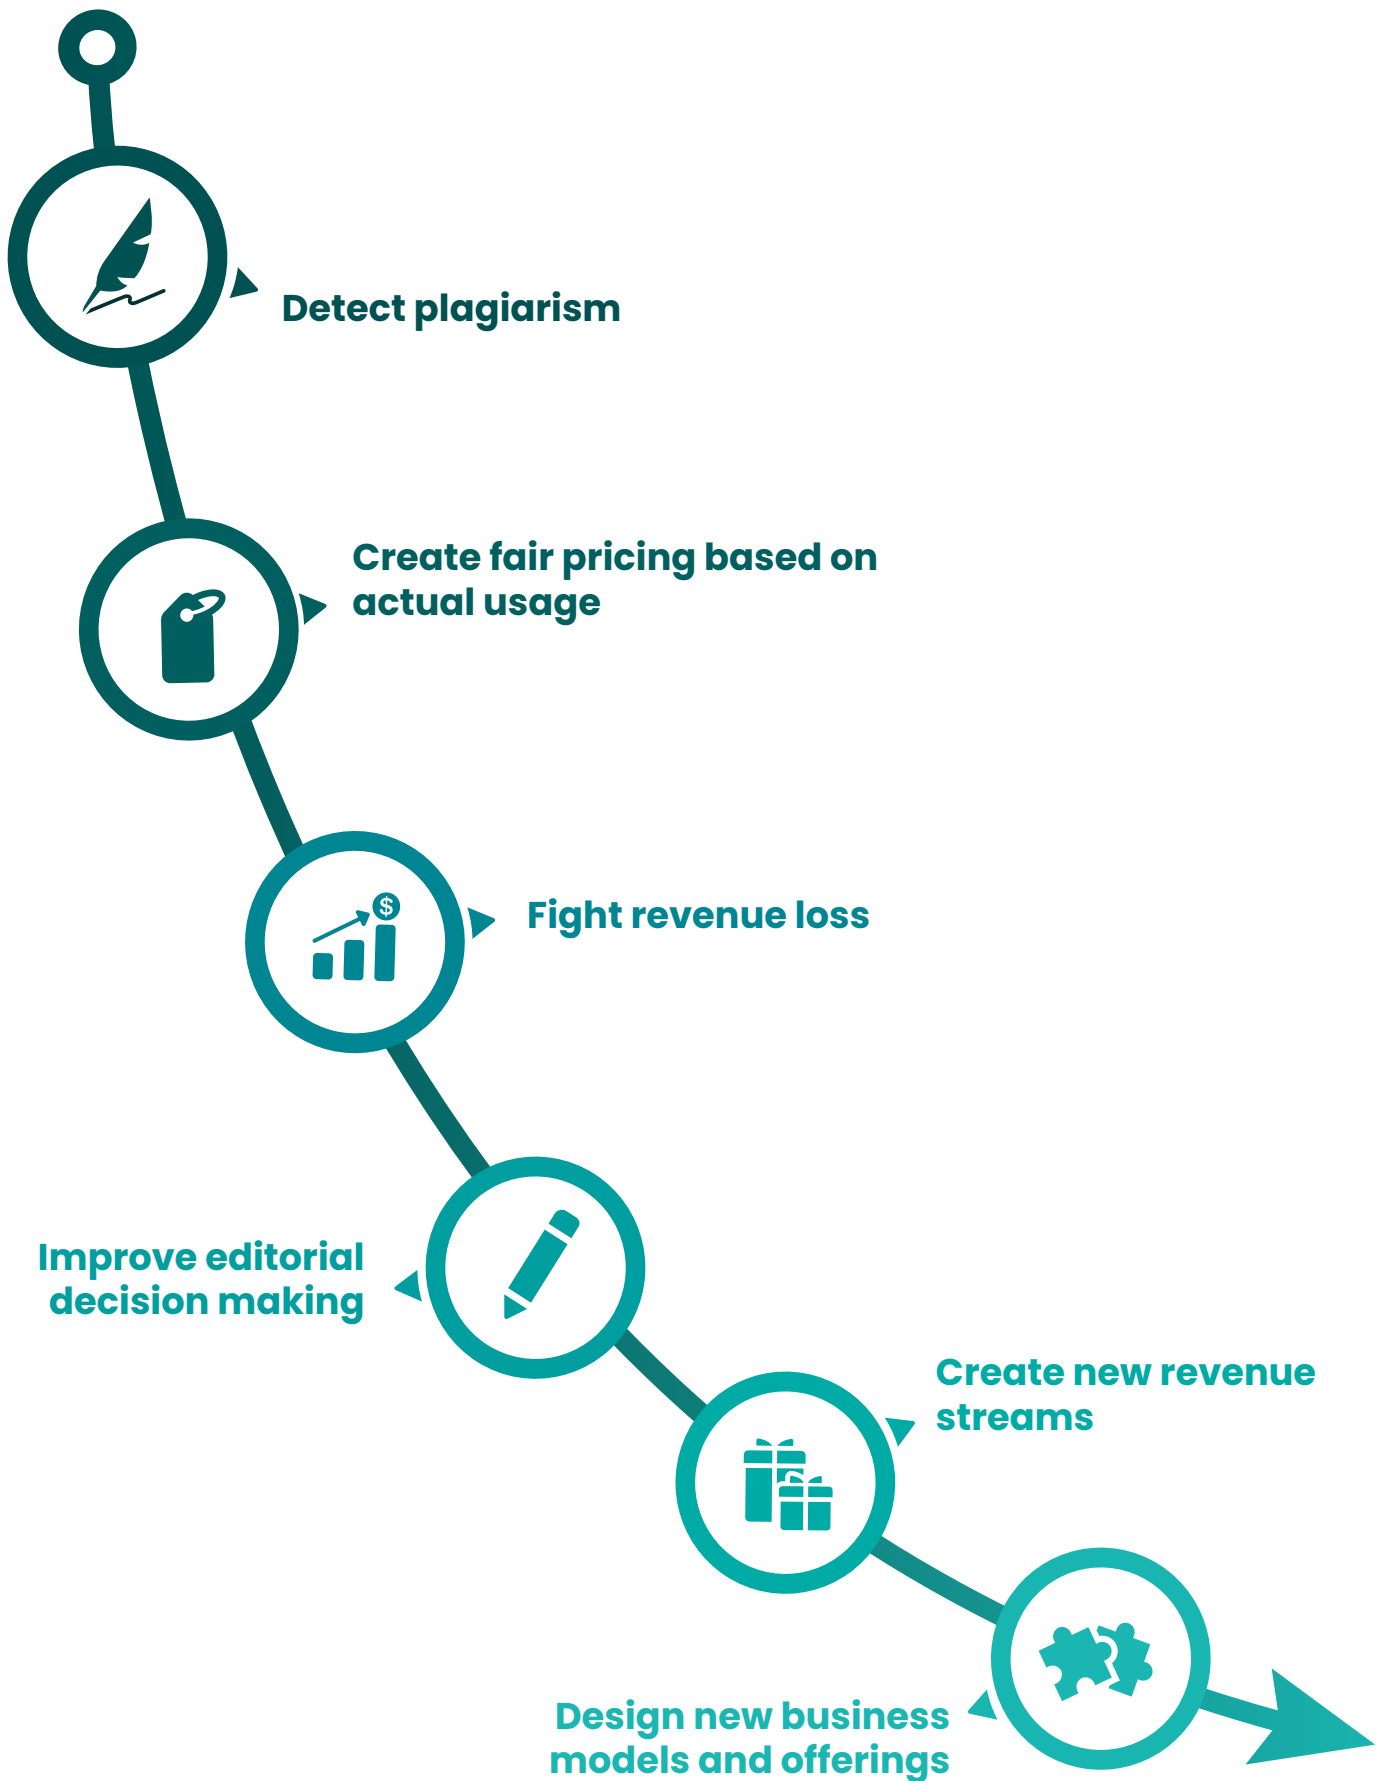 Detect plagiarism
Create fair pricing based on
actual usage
$
Fight revenue loss
Improve editorial
decision making
Create new revenue
streams
Design new business
models and offerings